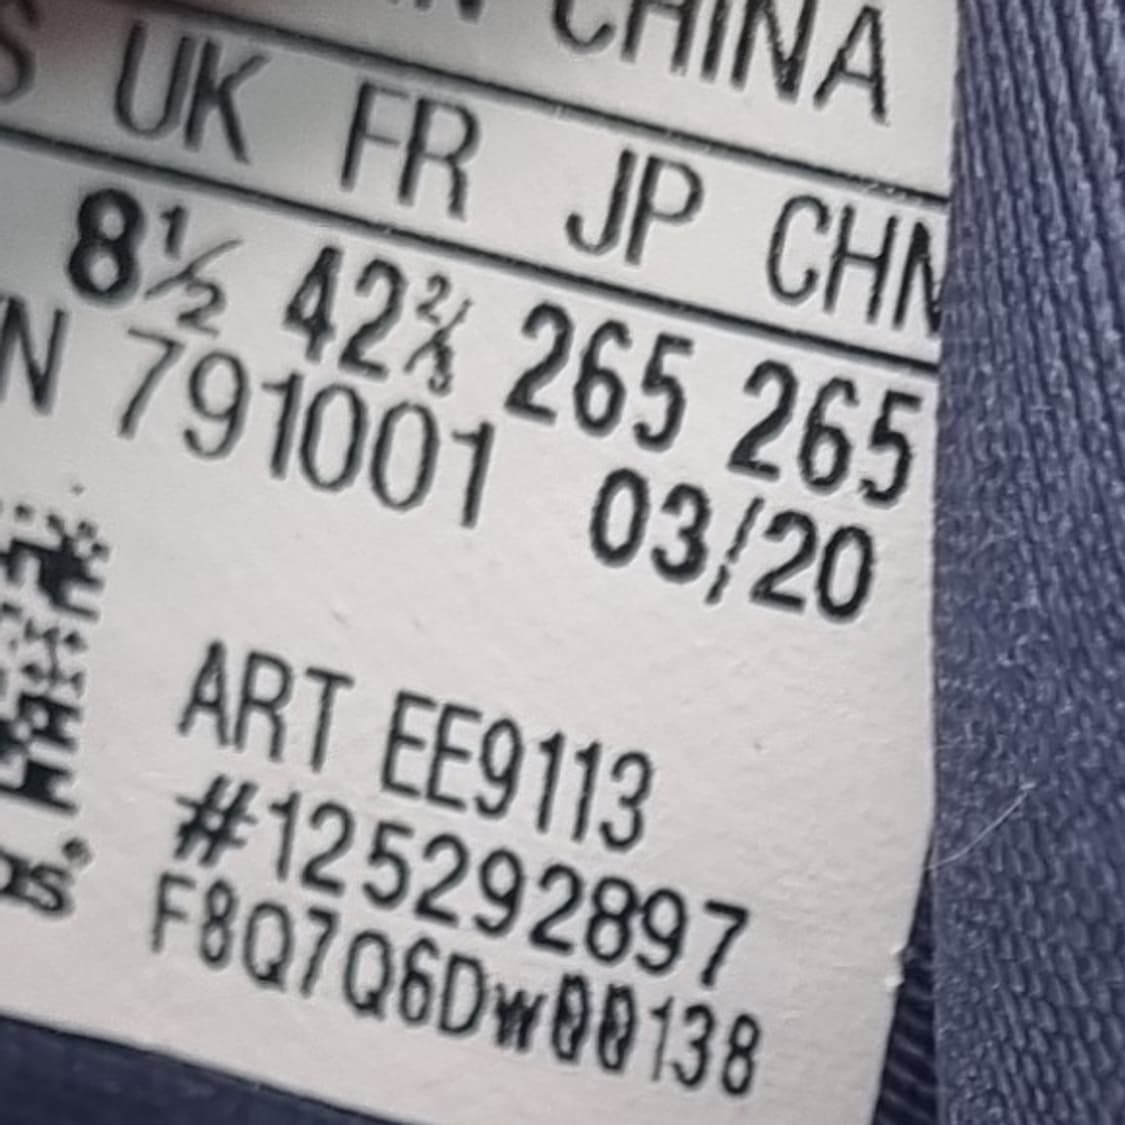 CHINA
UK FR JP CHN
8½ 42⅔ 265 265
N 791001 03/20
ART EE9113
#125292897
F8Q7Q6Dw00138